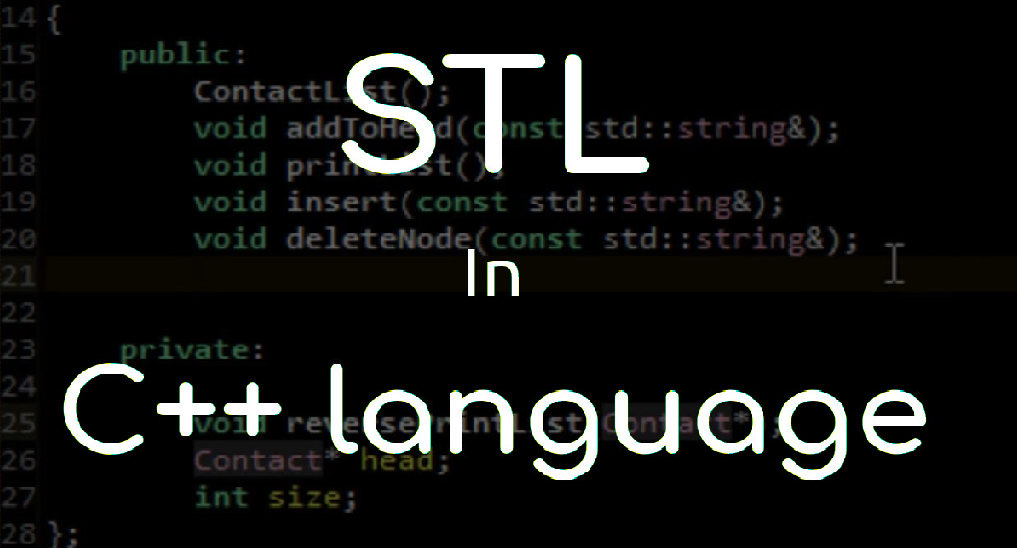 STL
In
C++ language
14 {
15 public:
16 ContactList();
17 void addToHead(const std::string&);
18 void printList();
19 void insert(const std::string&);
20 void deleteNode(const std::string&);
21
22
23 private:
24
25 void reversePrintList(Contact*);
26 Contact* head;
27 int size;
28 };